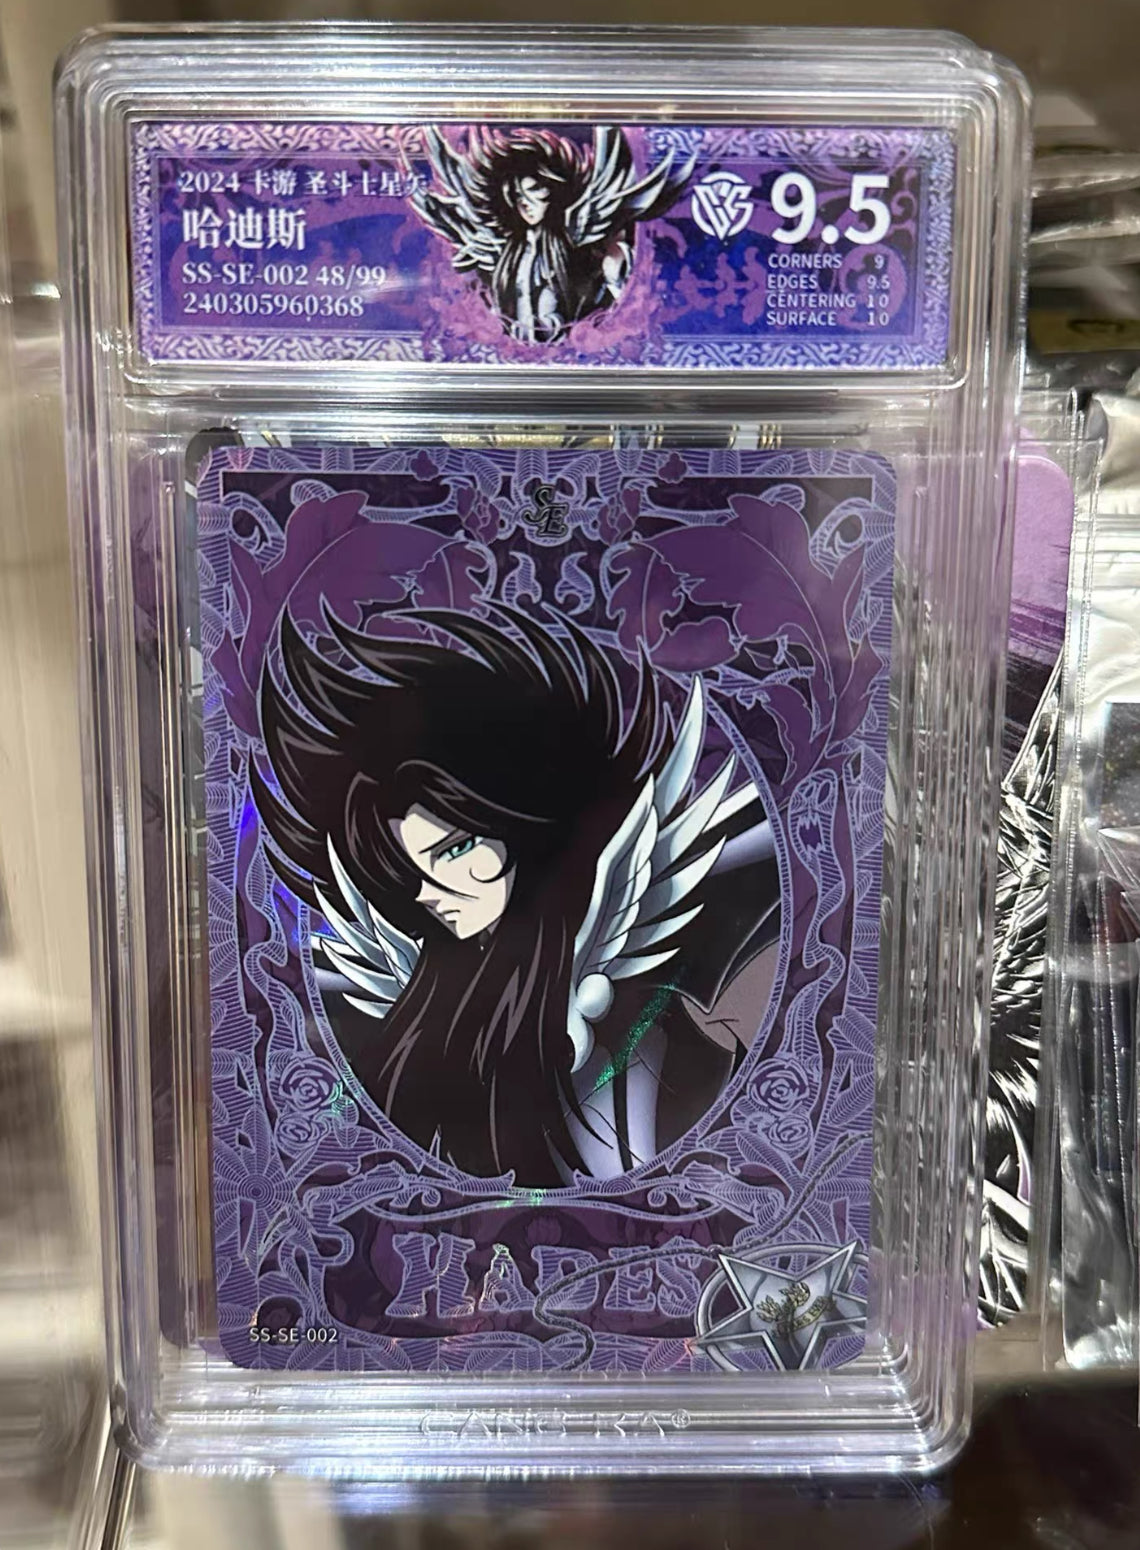 2024 卡游 圣斗士星矢
哈迪斯
SS-SE-002 48/99
240305960368
CCS 9.5
CORNERS 9
EDGES 9.5
CENTERING 10
SURFACE 10
SE
HADES
SS-SE-002